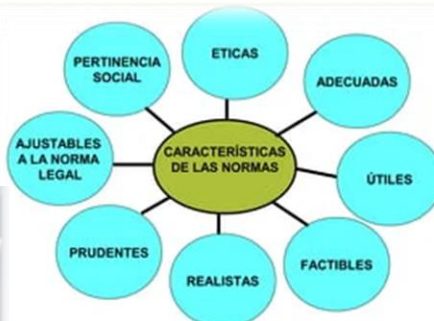 ETICAS
PERTINENCIA
SOCIAL
ADECUADAS
AJUSTABLES
A LA NORMA
LEGAL
CARACTERÍSTICAS
DE LAS NORMAS
ÚTILES
PRUDENTES
REALISTAS
FACTIBLES